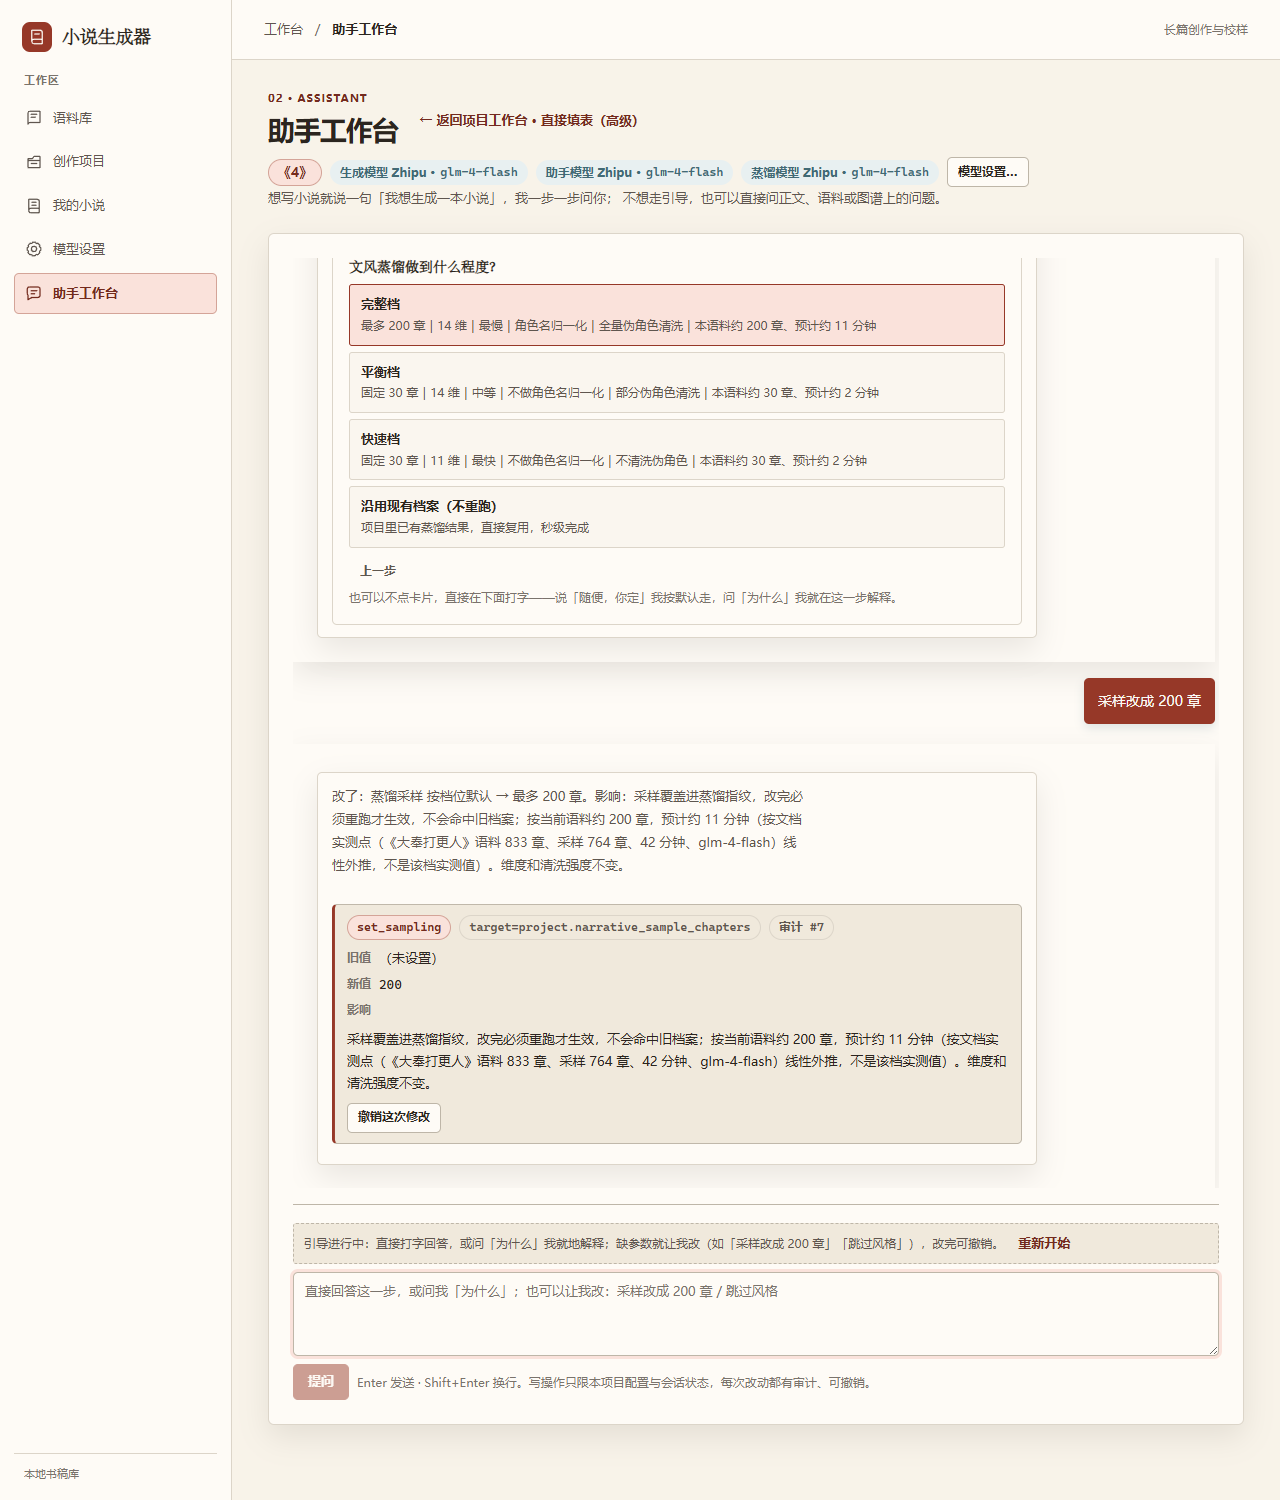 小说生成器
工作区
语料库
创作项目
我的小说
模型设置
助手工作台
本地书稿库
工作台 / 助手工作台
长篇创作与校样
02 • ASSISTANT
助手工作台
← 返回项目工作台 • 直接填表（高级）
《4》 生成模型 Zhipu • glm-4-flash 助手模型 Zhipu • glm-4-flash 蒸馏模型 Zhipu • glm-4-flash 模型设置...
想写小说就说一句「我想生成一本小说」，我一步一步问你； 不想走引导，也可以直接问正文、语料或图谱上的问题。
文风蒸馏做到什么程度?
完整档
最多 200 章 | 14 维 | 最慢 | 角色名归一化 | 全量伪角色清洗 | 本语料约 200 章、预计约 11 分钟
平衡档
固定 30 章 | 14 维 | 中等 | 不做角色名归一化 | 部分伪角色清洗 | 本语料约 30 章、预计约 2 分钟
快速档
固定 30 章 | 11 维 | 最快 | 不做角色名归一化 | 不清洗伪角色 | 本语料约 30 章、预计约 2 分钟
沿用现有档案（不重跑）
项目里已有蒸馏结果，直接复用，秒级完成
上一步
也可以不点卡片，直接在下面打字——说「随便，你定」我按默认走，问「为什么」我就在这一步解释。
采样改成 200 章
改了：蒸馏采样 按档位默认 → 最多 200 章。影响：采样覆盖进蒸馏指纹，改完必
须重跑才生效，不会命中旧档案；按当前语料约 200 章，预计约 11 分钟（按文档
实测点（《大奉打更人》语料 833 章、采样 764 章、42 分钟、glm-4-flash）线
性外推，不是该档实测值）。维度和清洗强度不变。
set_sampling target=project.narrative_sample_chapters 审计 #7
旧值 （未设置）
新值 200
影响
采样覆盖进蒸馏指纹，改完必须重跑才生效，不会命中旧档案；按当前语料约 200 章，预计约 11 分钟（按文档实
测点（《大奉打更人》语料 833 章、采样 764 章、42 分钟、glm-4-flash）线性外推，不是该档实测值）。维度和
清洗强度不变。
撤销这次修改
引导进行中：直接打字回答，或问「为什么」我就地解释；缺参数就让我改（如「采样改成 200 章」「跳过风格」），改完可撤销。 重新开始
直接回答这一步，或问我「为什么」；也可以让我改：采样改成 200 章 / 跳过风格
提问 Enter 发送 · Shift+Enter 换行。写操作只限本项目配置与会话状态，每次改动都有审计、可撤销。